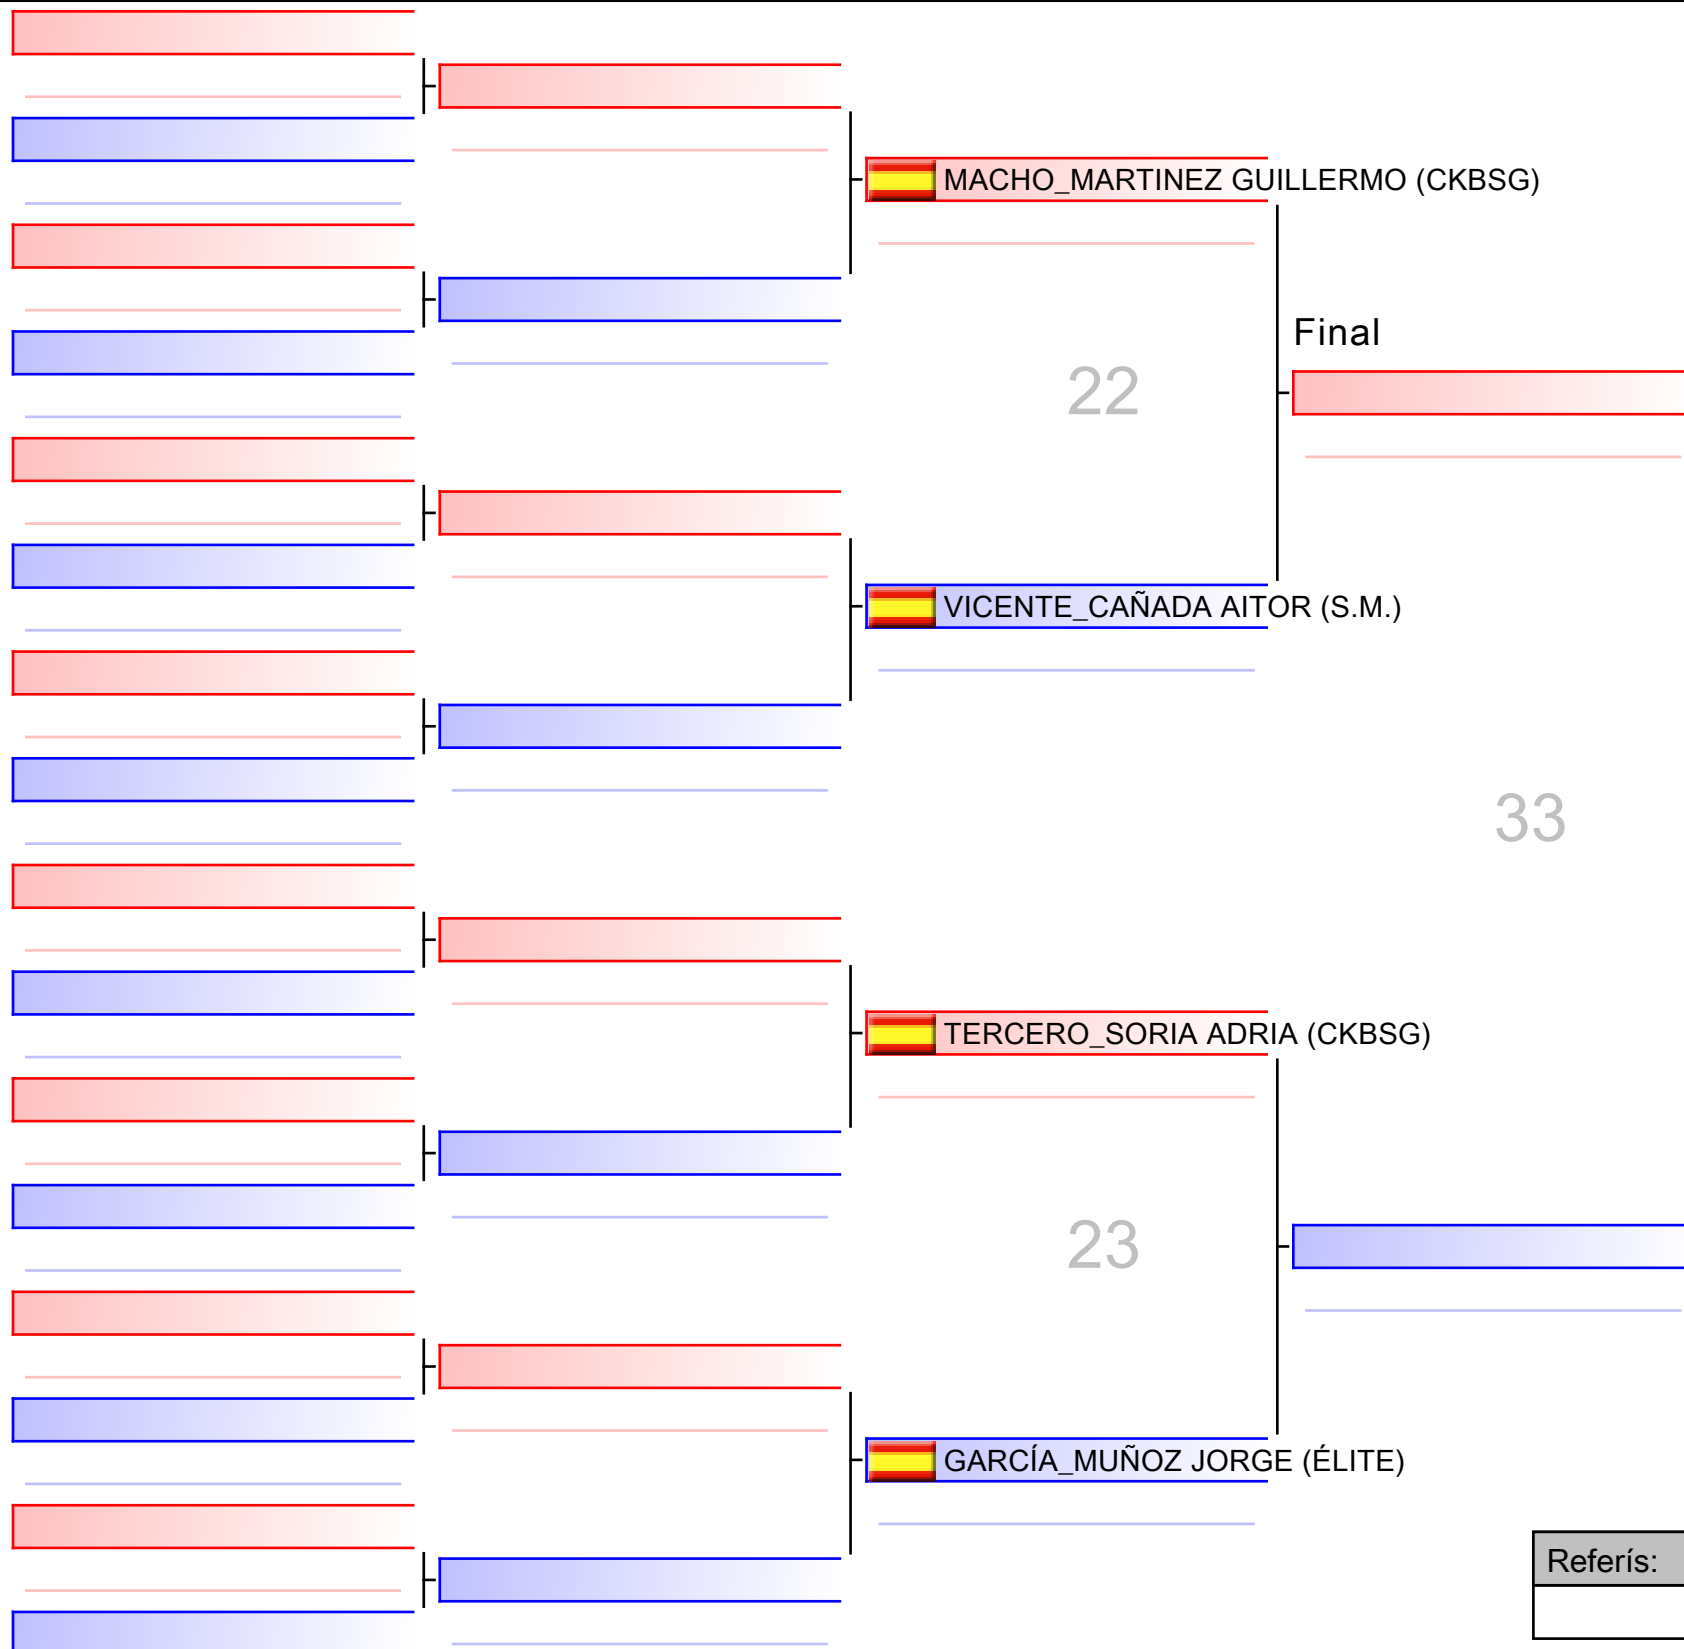 MACHO_MARTINEZ GUILLERMO (CKBSG)
Final
22
VICENTE_CAÑADA AITOR (S.M.)
33
TERCERO_SORIA ADRIA (CKBSG)
23
GARCÍA_MUÑOZ JORGE (ÉLITE)
Referís: